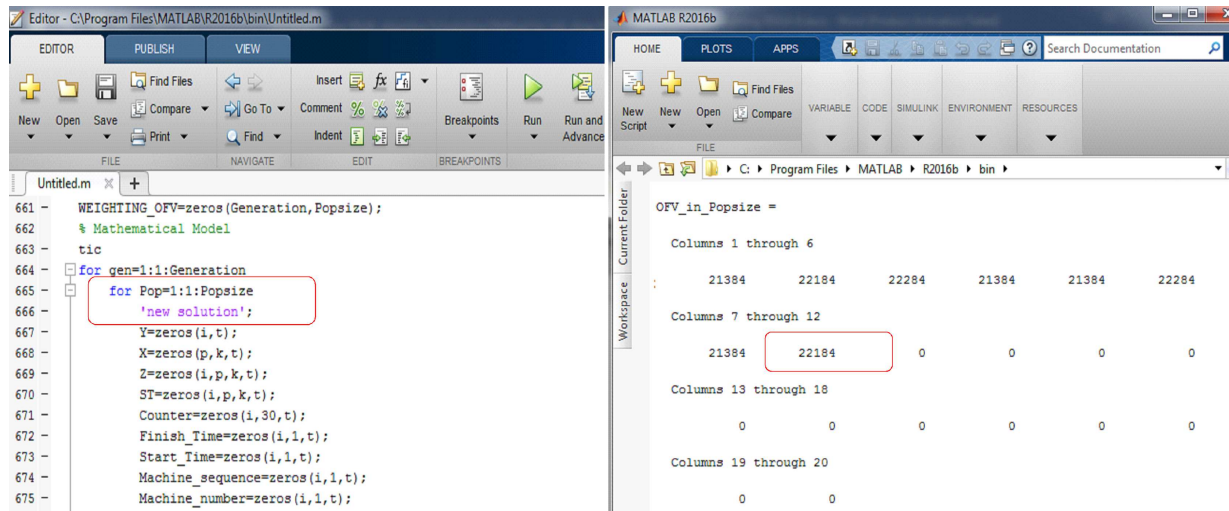 Editor - C:\Program Files\MATLAB\R2016b\bin\Untitled.m
EDITOR PUBLISH VIEW
New Open Save
Find Files
Compare
Print
Go To
Find
Insert fx
Comment
Indent
Breakpoints
Run
Run and
Advance
FILE NAVIGATE EDIT BREAKPOINTS
Untitled.m × +
661 - WEIGHTING_OFV=zeros(Generation,Popsize);
662 % Mathematical Model
663 - tic
664 - for gen=1:1:Generation
665 - for Pop=1:1:Popsize
666 - 'new solution';
667 - Y=zeros(i,t);
668 - X=zeros(p,k,t);
669 - Z=zeros(i,p,k,t);
670 - ST=zeros(i,p,k,t);
671 - Counter=zeros(i,30,t);
672 - Finish_Time=zeros(i,1,t);
673 - Start_Time=zeros(i,1,t);
674 - Machine_sequence=zeros(i,1,t);
675 - Machine_number=zeros(i,1,t);
MATLAB R2016b
HOME PLOTS APPS Search Documentation
New
Script
New
Open
Find Files
Compare
VARIABLE CODE SIMULINK ENVIRONMENT RESOURCES
FILE
C: Program Files MATLAB R2016b bin
Current Folder
Workspace
OFV_in_Popsize =
Columns 1 through 6
21384 22184 22284 21384 21384 22284
Columns 7 through 12
21384 22184 0 0 0 0
Columns 13 through 18
0 0 0 0 0 0
Columns 19 through 20
0 0